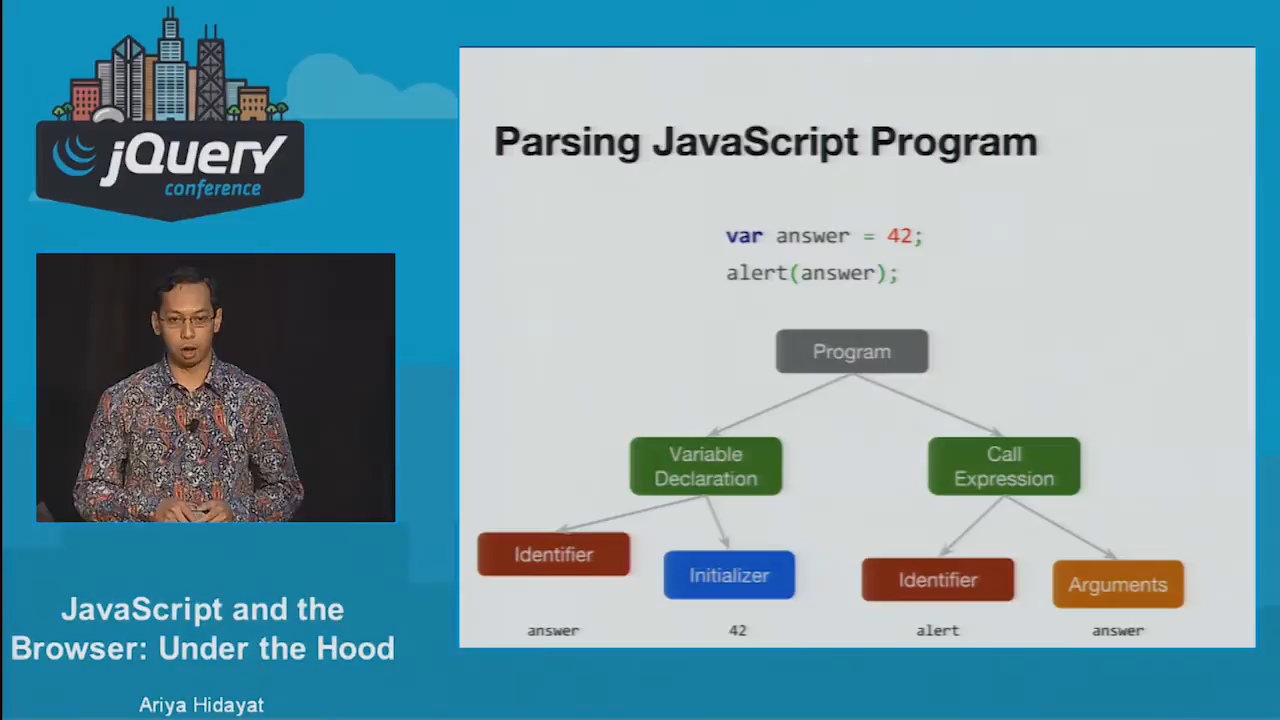 jQuery
conference
JavaScript and the
Browser: Under the Hood
Ariya Hidayat
Parsing JavaScript Program
var answer = 42;
alert(answer);
Program
Variable
Declaration
Call
Expression
Identifier
Initializer
Identifier
Arguments
answer
42
alert
answer